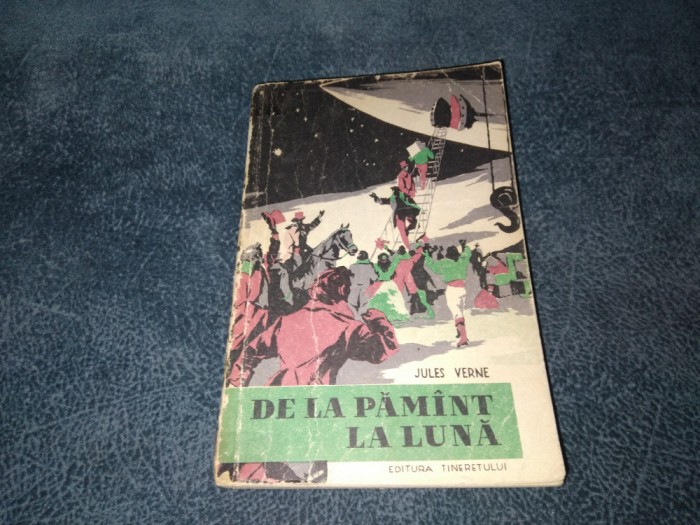 JULES VERNE
DE LA PĂMÎNT
LA LUNĂ
EDITURA TINERETULUI